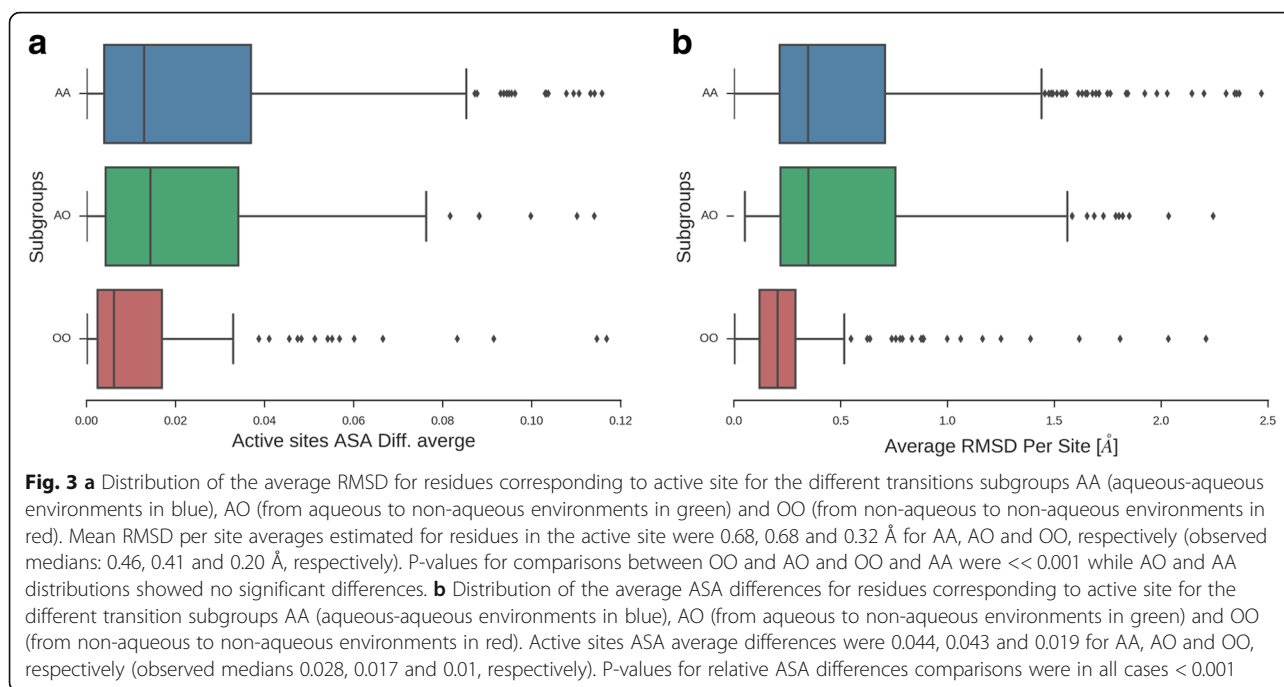 a
AA
AO
OO
Subgroups
0.00 0.02 0.04 0.06 0.08 0.10 0.12
Active sites ASA Diff. averge
b
AA
AO
OO
Subgroups
0.0 0.5 1.0 1.5 2.0 2.5
Average RMSD Per Site [Å]
Fig. 3 a Distribution of the average RMSD for residues corresponding to active site for the different transitions subgroups AA (aqueous-aqueous
environments in blue), AO (from aqueous to non-aqueous environments in green) and OO (from non-aqueous to non-aqueous environments in
red). Mean RMSD per site averages estimated for residues in the active site were 0.68, 0.68 and 0.32 Å for AA, AO and OO, respectively (observed
medians: 0.46, 0.41 and 0.20 Å, respectively). P-values for comparisons between OO and AO and OO and AA were << 0.001 while AO and AA
distributions showed no significant differences. b Distribution of the average ASA differences for residues corresponding to active site for the
different transition subgroups AA (aqueous-aqueous environments in blue), AO (from aqueous to non-aqueous environments in green) and OO
(from non-aqueous to non-aqueous environments in red). Active sites ASA average differences were 0.044, 0.043 and 0.019 for AA, AO and OO,
respectively (observed medians 0.028, 0.017 and 0.01, respectively). P-values for relative ASA differences comparisons were in all cases < 0.001